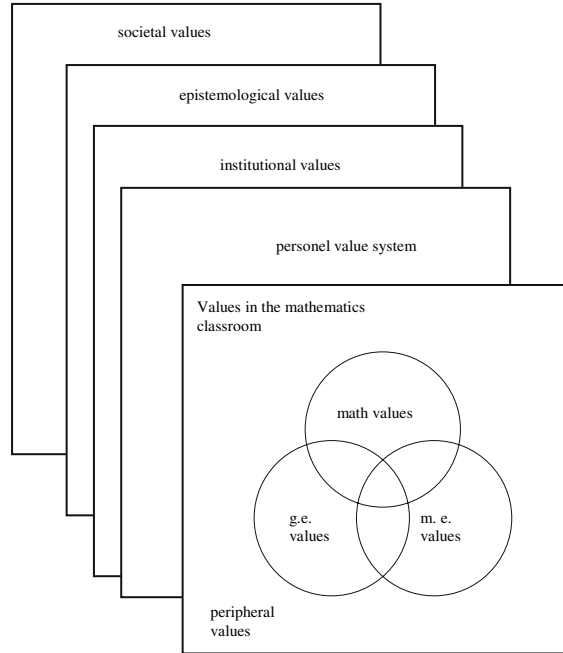 societal values
epistemological values
institutional values
personel value system
Values in the mathematics
classroom
math values
g.e.
values
m. e.
values
peripheral
values